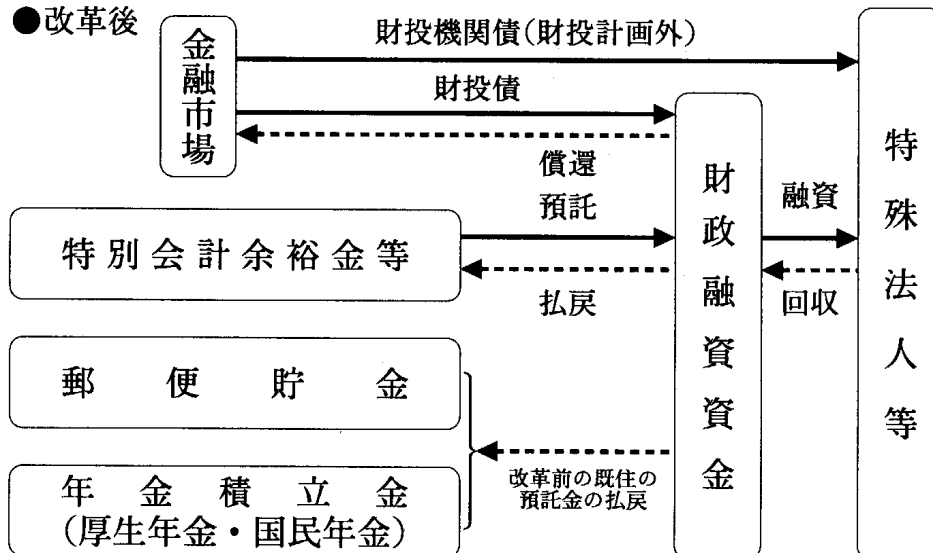 ●改革後
金融市場
財投機関債(財投計画外)
財投債
償還
預託
特別会計余裕金等
払戻
郵便貯金
年金積立金
(厚生年金・国民年金)
改革前の既住の
預託金の払戻
財政融資資金
融資
回収
特殊法人等